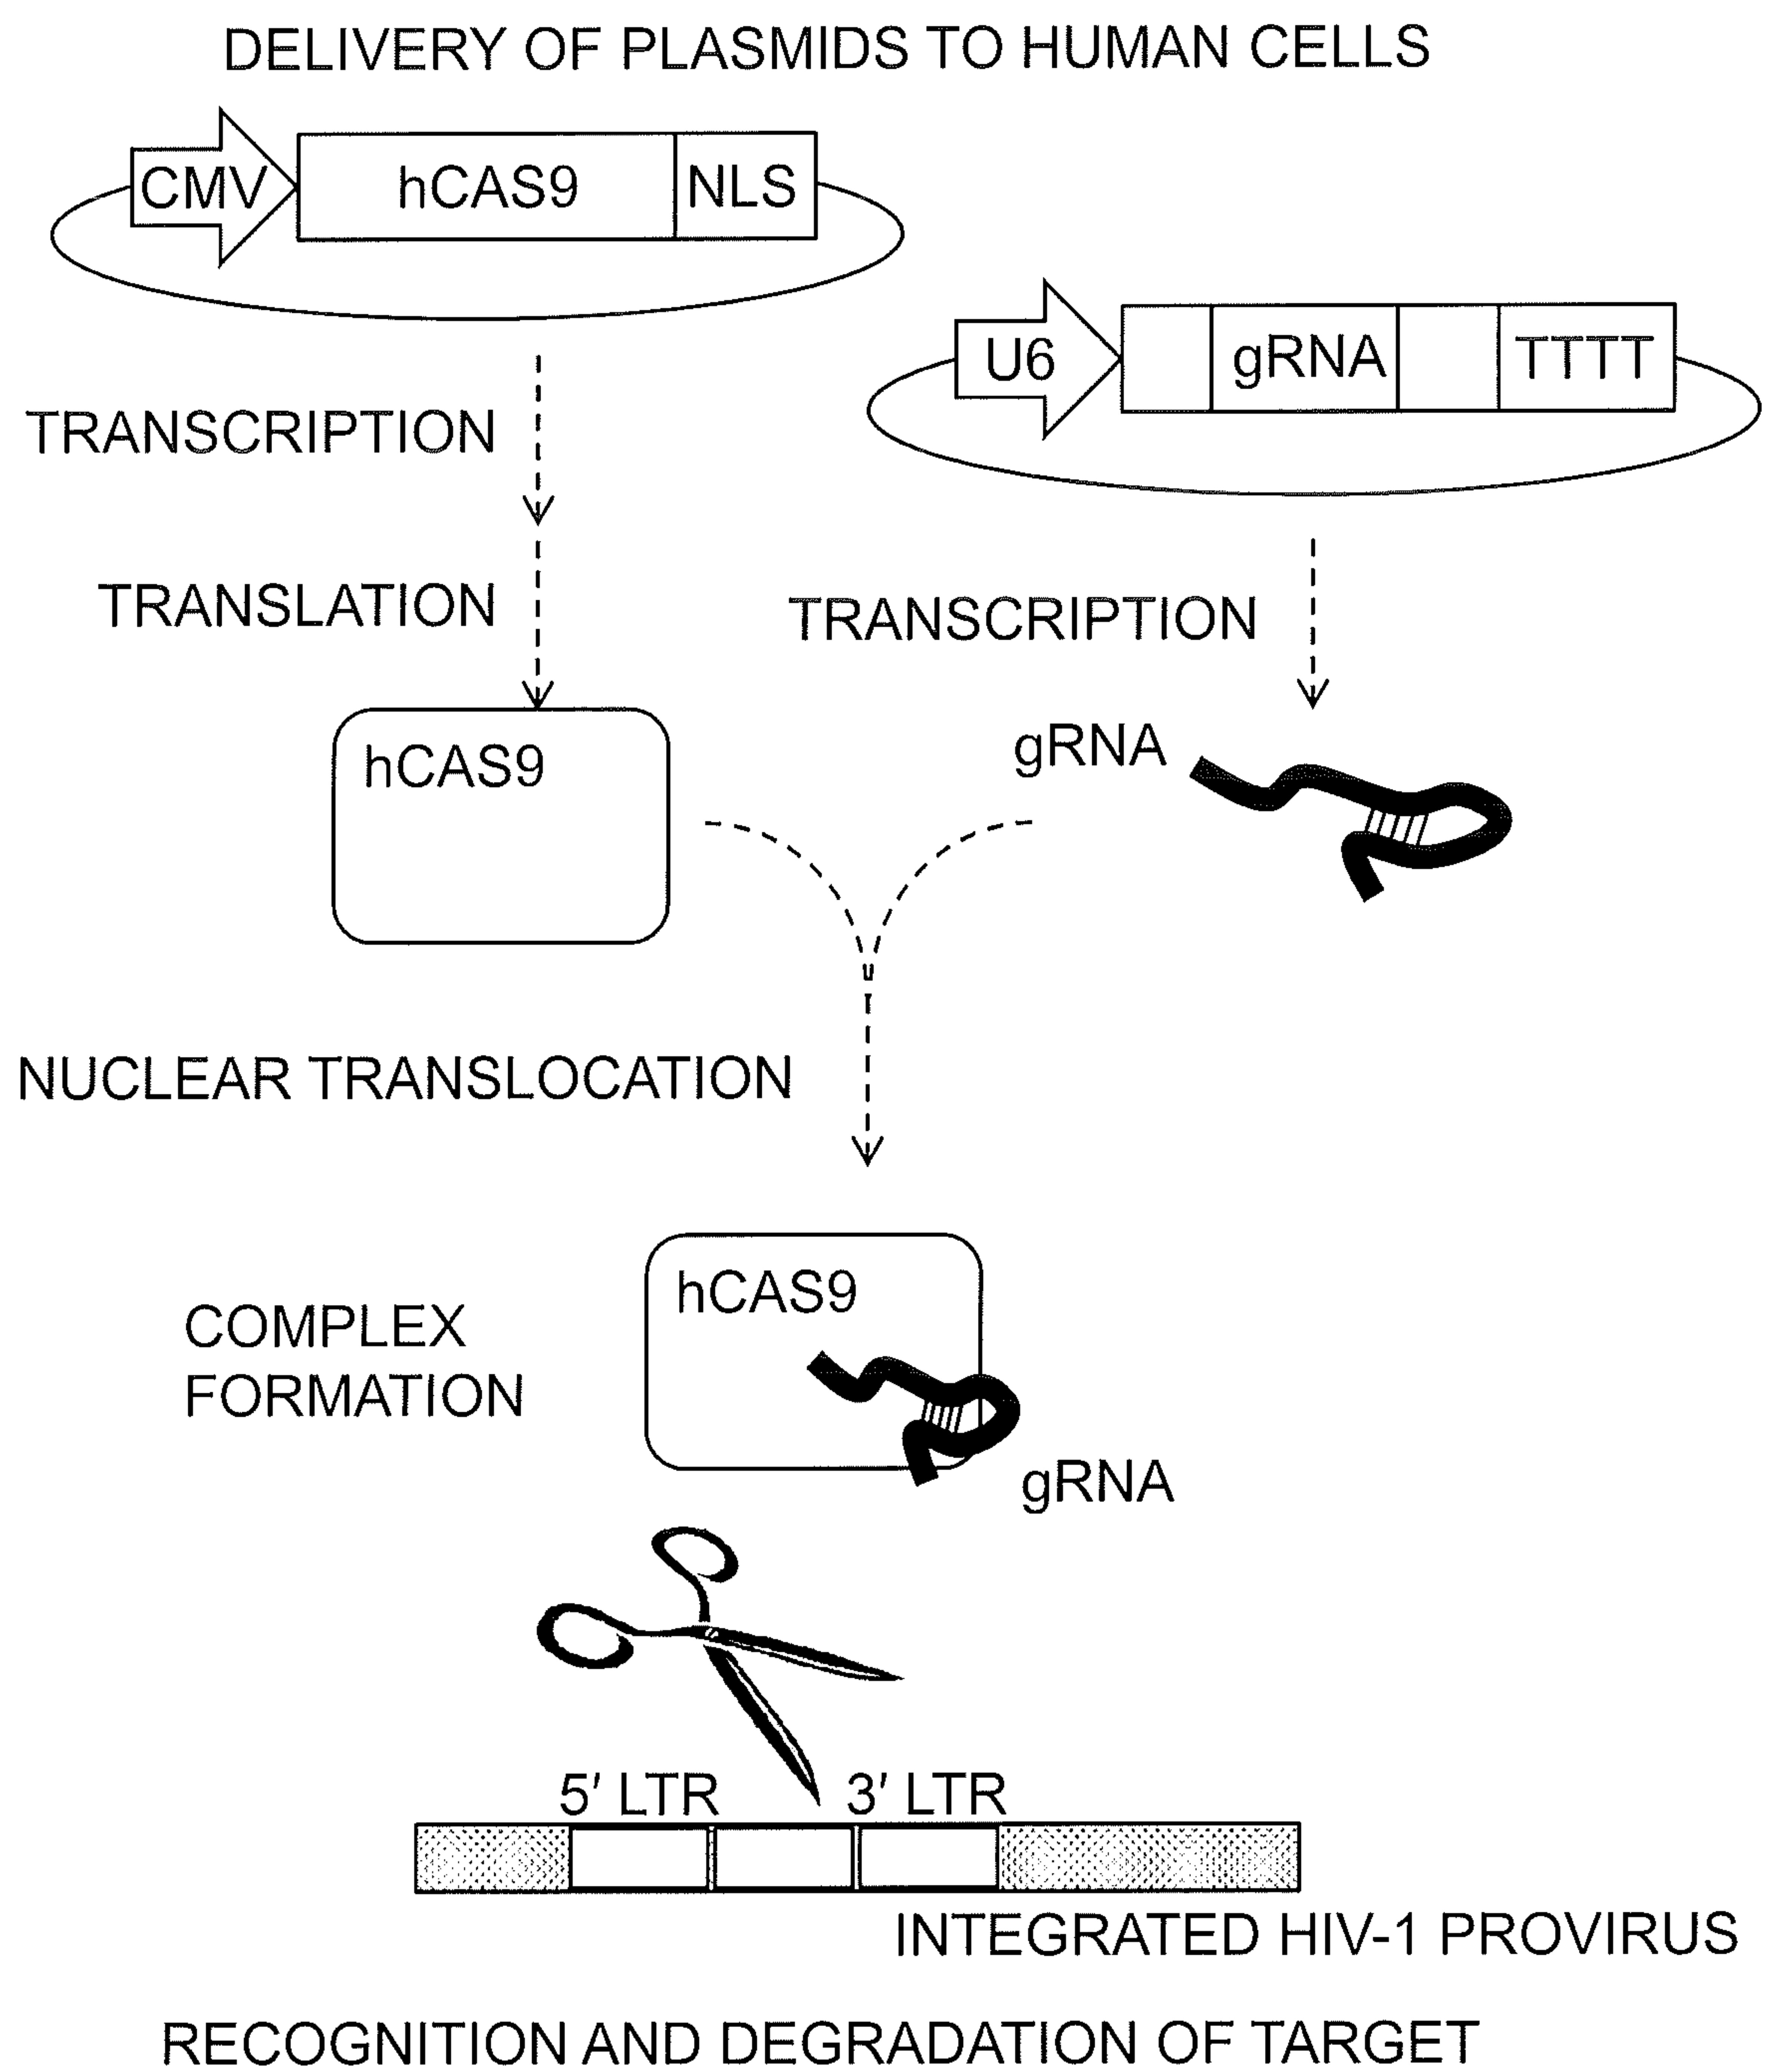 DELIVERY OF PLASMIDS TO HUMAN CELLS
CMV hCAS9 NLS
U6 gRNA TTTT
TRANSCRIPTION
TRANSLATION
TRANSCRIPTION
hCAS9
gRNA
NUCLEAR TRANSLOCATION
hCAS9
COMPLEX
FORMATION
gRNA
5' LTR 3' LTR
INTEGRATED HIV-1 PROVIRUS
RECOGNITION AND DEGRADATION OF TARGET